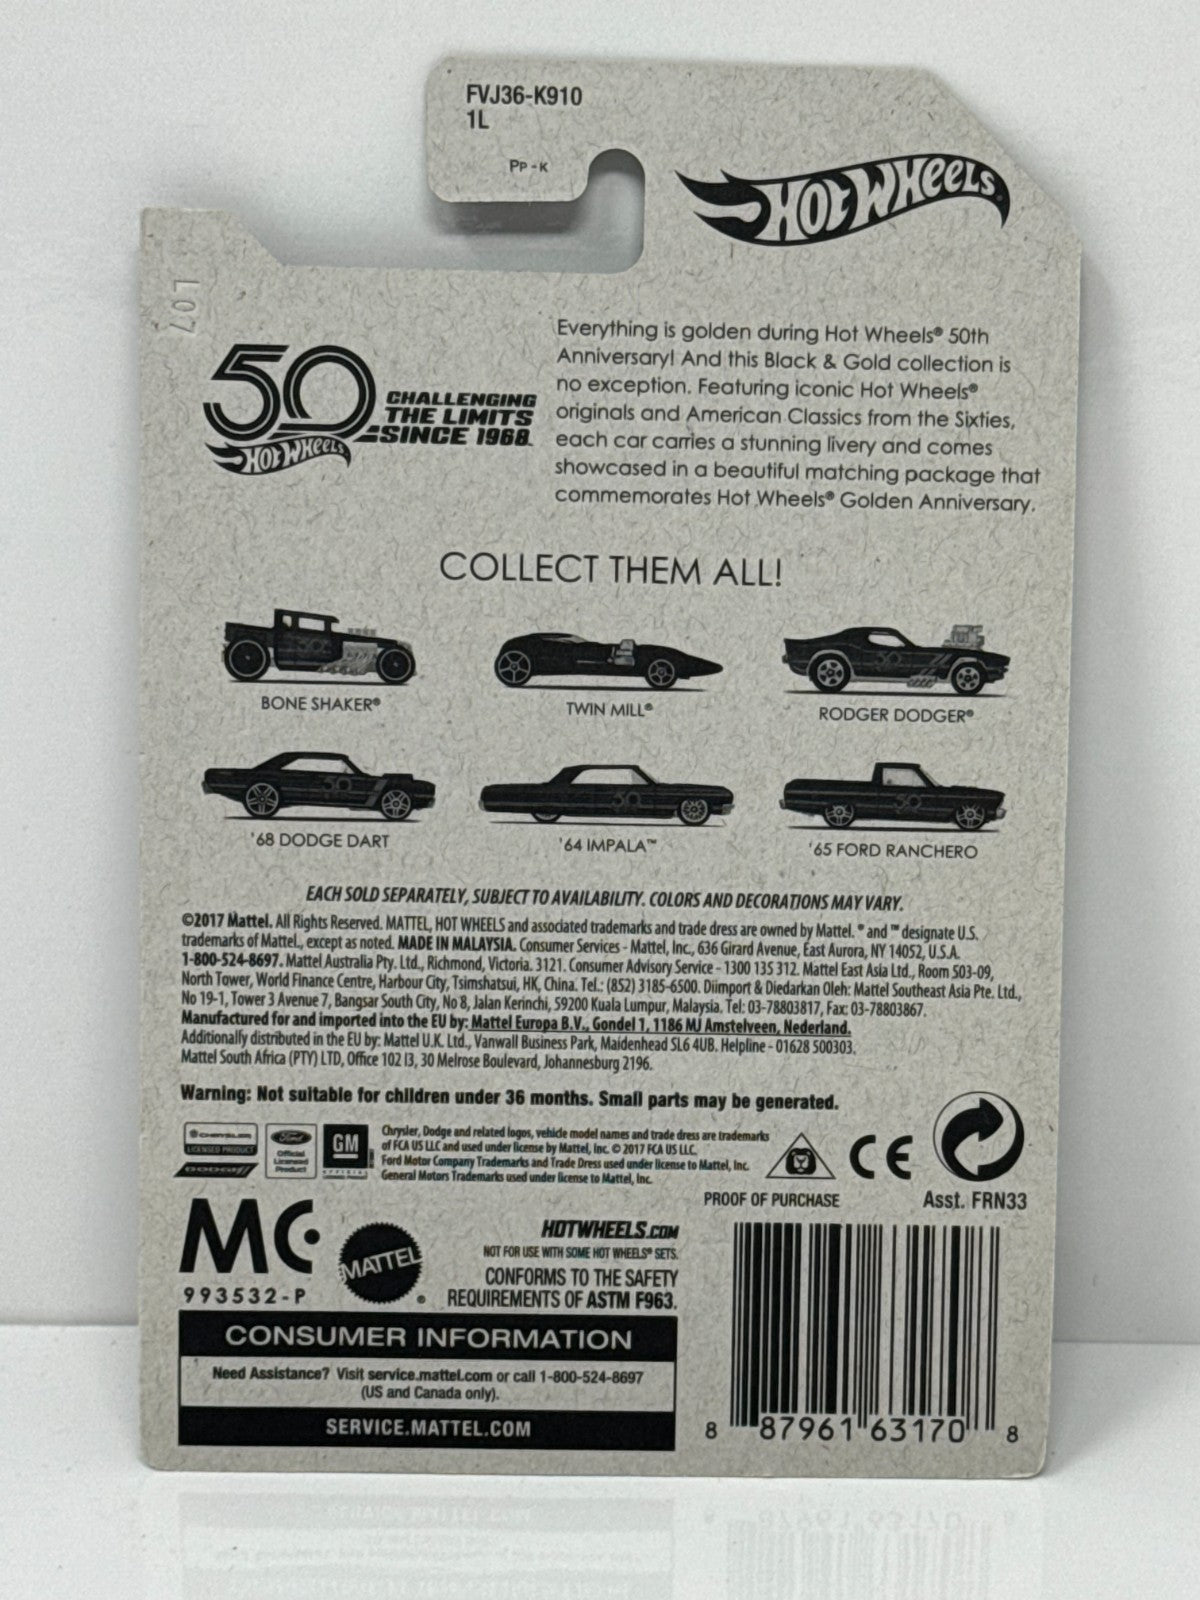 FVJ36-K910
1L
PP-K
HOT WHEELS®
L07
50
HOT WHEELS
CHALLENGING
THE LIMITS
SINCE 1968
Everything is golden during Hot Wheels® 50th
Anniversary! And this Black & Gold collection is
no exception. Featuring iconic Hot Wheels®
originals and American Classics from the Sixties,
each car carries a stunning livery and comes
showcased in a beautiful matching package that
commemorates Hot Wheels® Golden Anniversary.
COLLECT THEM ALL!
BONE SHAKER®
TWIN MILL®
RODGER DODGER®
'68 DODGE DART
'64 IMPALA™
'65 FORD RANCHERO
EACH SOLD SEPARATELY, SUBJECT TO AVAILABILITY. COLORS AND DECORATIONS MAY VARY.
©2017 Mattel. All Rights Reserved. MATTEL, HOT WHEELS and associated trademarks and trade dress are owned by Mattel. ® and ™ designate U.S.
trademarks of Mattel., except as noted. MADE IN MALAYSIA. Consumer Services - Mattel, Inc., 636 Girard Avenue, East Aurora, NY 14052, U.S.A.
1-800-524-8697. Mattel Australia Pty. Ltd., Richmond, Victoria. 3121. Consumer Advisory Service - 1300 135 312. Mattel East Asia Ltd., Room 503-09,
North Tower, World Finance Centre, Harbour City, Tsimshatsui, HK, China. Tel.: (852) 3185-6500. Diimport & Diedarkan Oleh: Mattel Southeast Asia Pte. Ltd.,
No 19-1, Tower 3 Avenue 7, Bangsar South City, No 8, Jalan Kerinchi, 59200 Kuala Lumpur, Malaysia. Tel: 03-78803817, Fax: 03-78803867.
Manufactured for and imported into the EU by: Mattel Europa B.V., Gondel 1, 1186 MJ Amstelveen, Nederland.
Additionally distributed in the EU by: Mattel U.K. Ltd., Vanwall Business Park, Maidenhead SL6 4UB. Helpline - 01628 500303.
Mattel South Africa (PTY) LTD, Office 102 I3, 30 Melrose Boulevard, Johannesburg 2196.
Warning: Not suitable for children under 36 months. Small parts may be generated.
CHRYSLER
LICENSED PRODUCT
DODGE
Ford
Official
Licensed
Product
GM
OFFICIAL
Chrysler, Dodge and related logos, vehicle model names and trade dress are trademarks
of FCA US LLC and used under license by Mattel, Inc. © 2017 FCA US LLC.
Ford Motor Company Trademarks and Trade Dress used under license to Mattel, Inc.
General Motors Trademarks used under license to Mattel, Inc.
CE
PROOF OF PURCHASE
Asst. FRN33
MC
993532-P
MATTEL®
HOTWHEELS.COM
NOT FOR USE WITH SOME HOT WHEELS® SETS.
CONFORMS TO THE SAFETY
REQUIREMENTS OF ASTM F963.
CONSUMER INFORMATION
Need Assistance? Visit service.mattel.com or call 1-800-524-8697
(US and Canada only).
SERVICE.MATTEL.COM
8 87961 63170 8